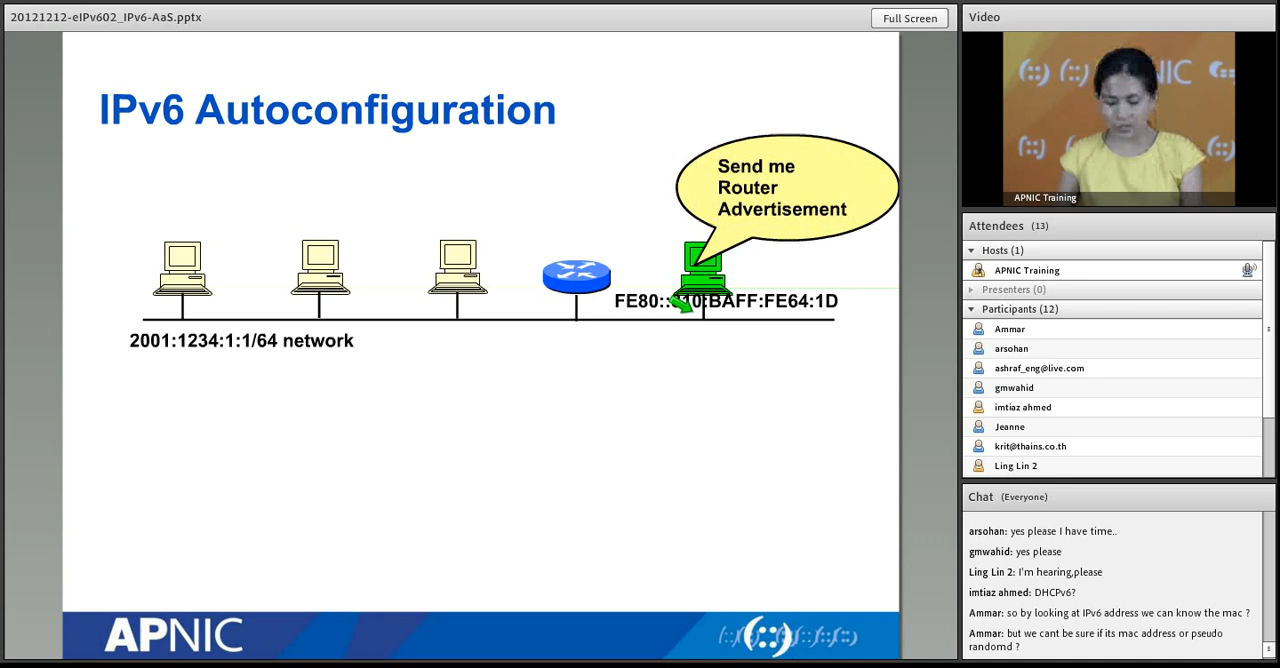 20121212-eIPv602_IPv6-AaS.pptx
Full Screen
IPv6 Autoconfiguration
Send me
Router
Advertisement
2001:1234:1:1/64 network
APNIC
Video
APNIC Training
Attendees (13)
Hosts (1)
APNIC Training
Presenters (0)
Participants (12)
Ammar
arsohan
ashraf_eng@live.com
gmwahid
imtiaz ahmed
Jeanne
krit@thains.co.th
Ling Lin 2
Chat (Everyone)
arsohan: yes please I have time..
gmwahid: yes please
Ling Lin 2: I'm hearing,please
imtiaz ahmed: DHCPv6?
Ammar: so by looking at IPv6 address we can know the mac ?
Ammar: but we cant be sure if its mac address or pseudo
randomd ?